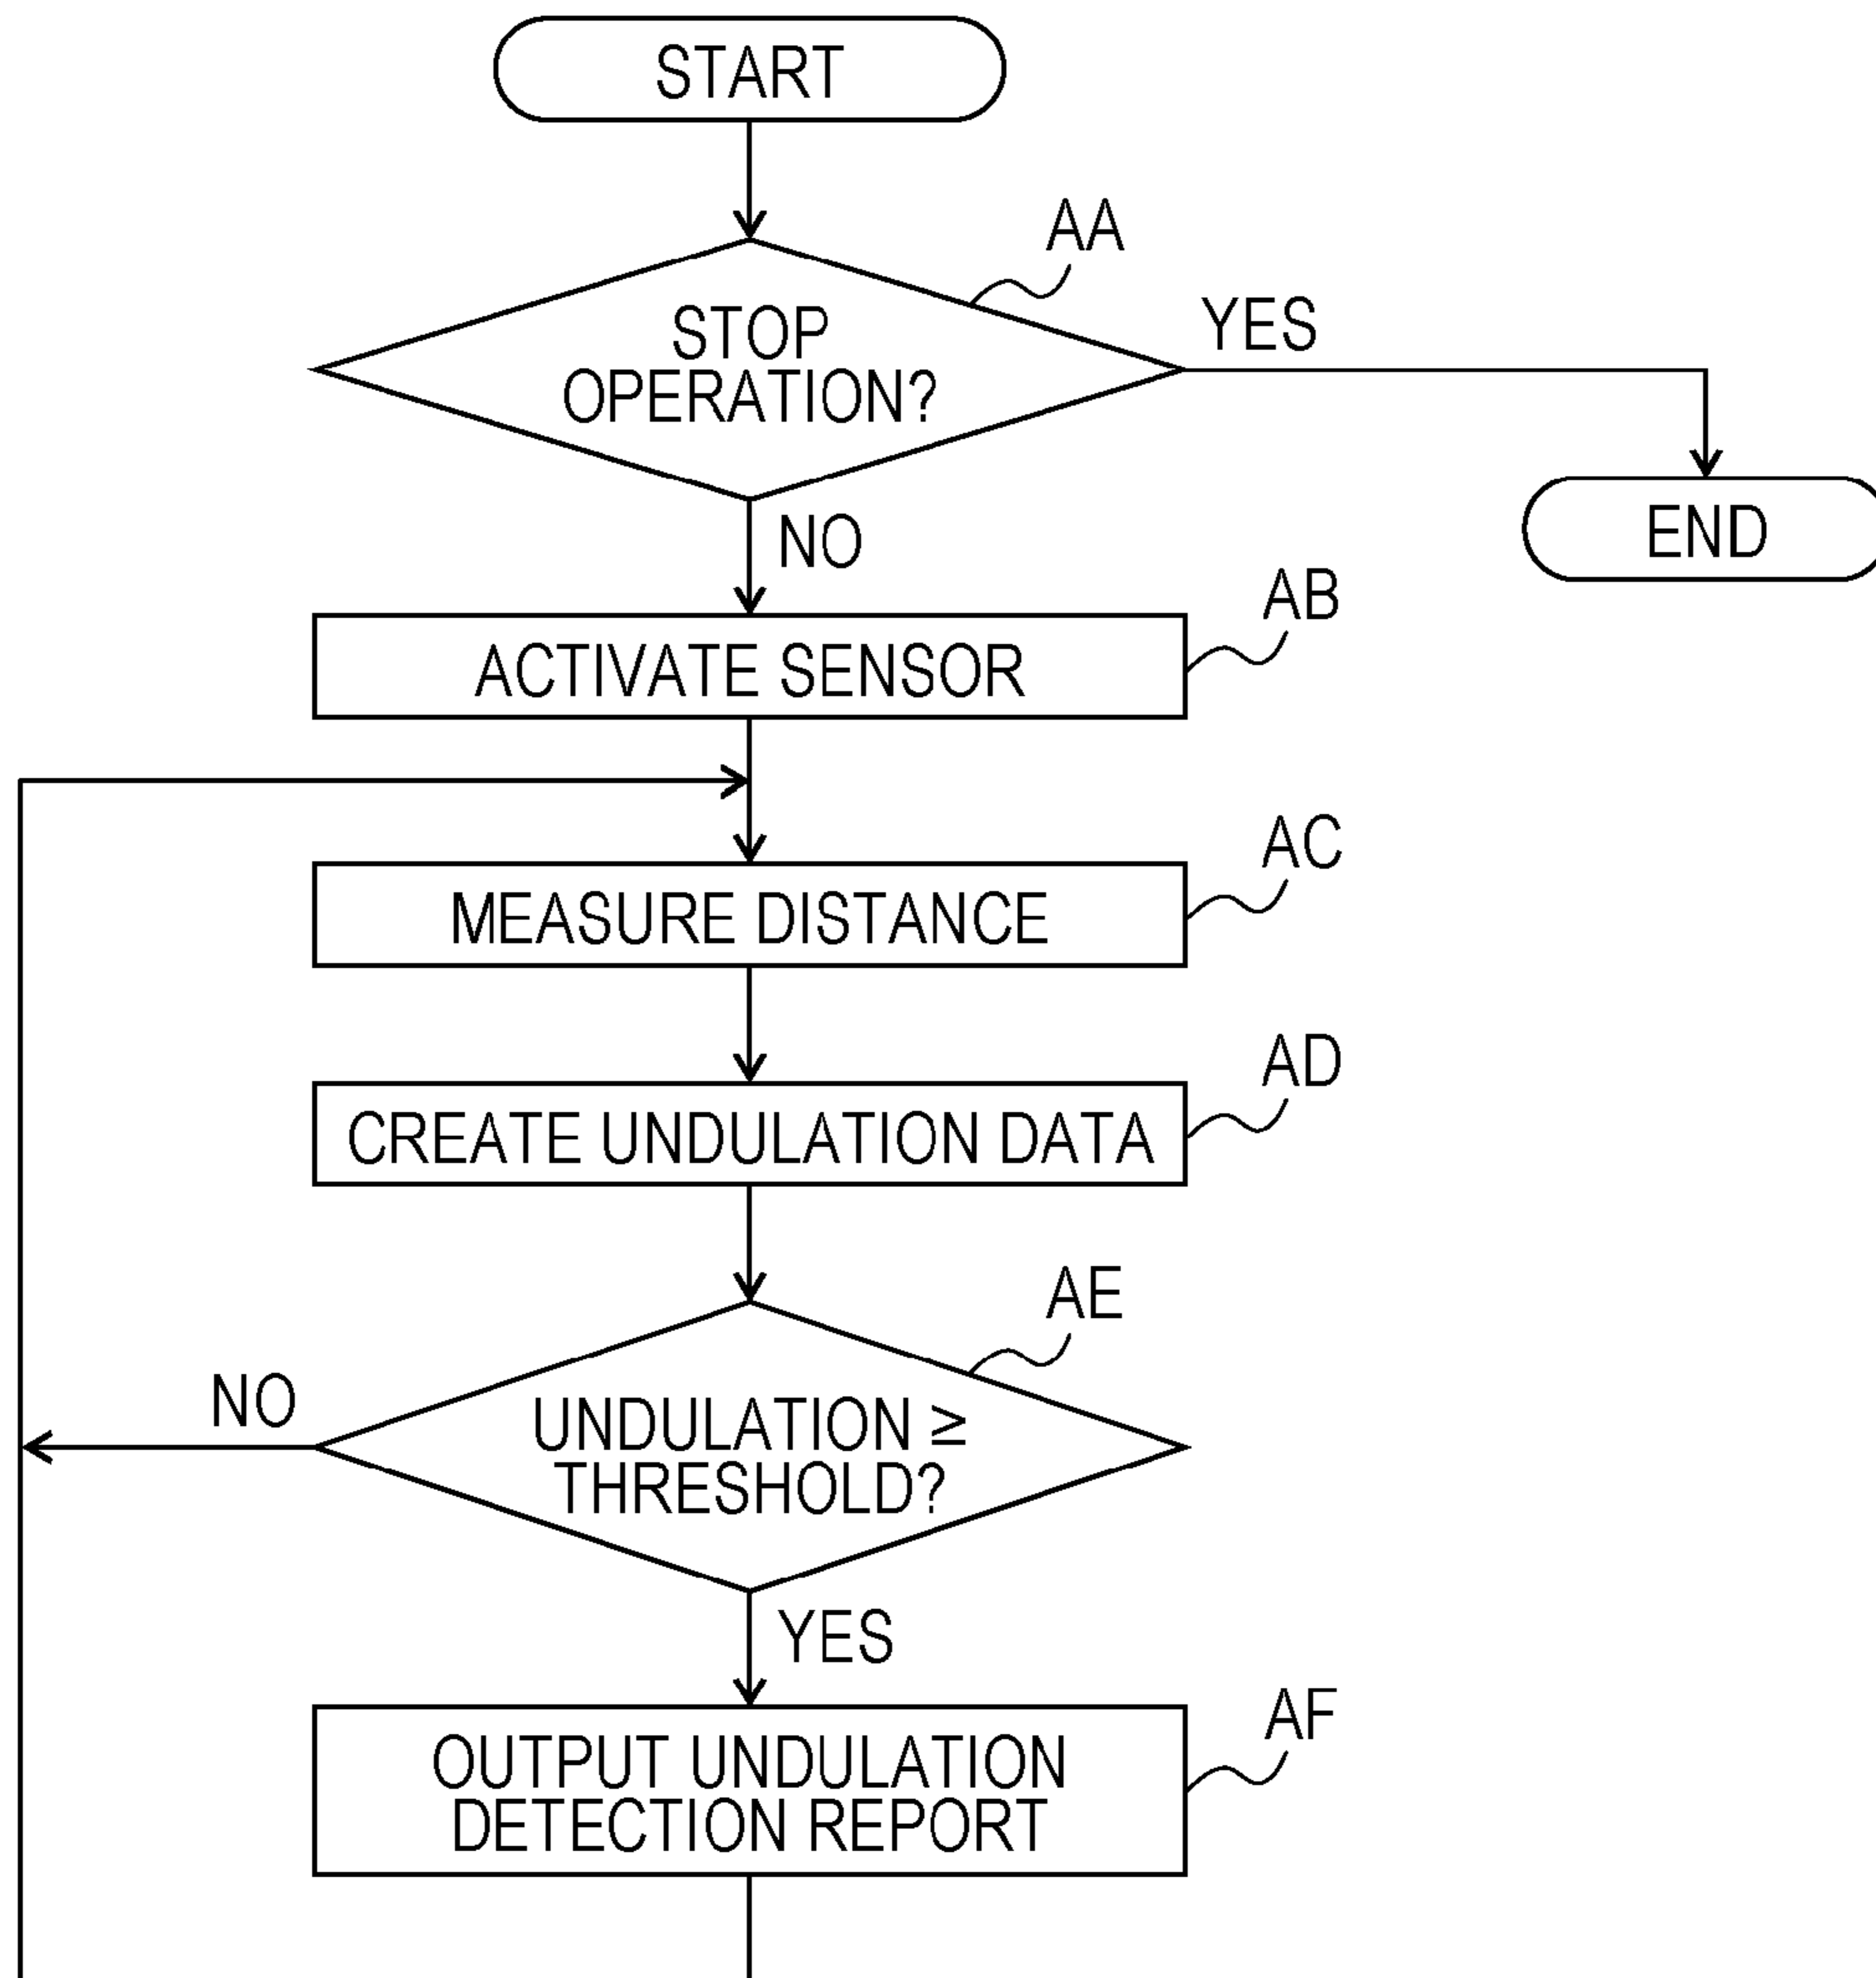 START
AA
YES
STOP
OPERATION?
END
NO
AB
ACTIVATE SENSOR
AC
MEASURE DISTANCE
AD
CREATE UNDULATION DATA
AE
NO
UNDULATION ≥
THRESHOLD?
YES
AF
OUTPUT UNDULATION
DETECTION REPORT